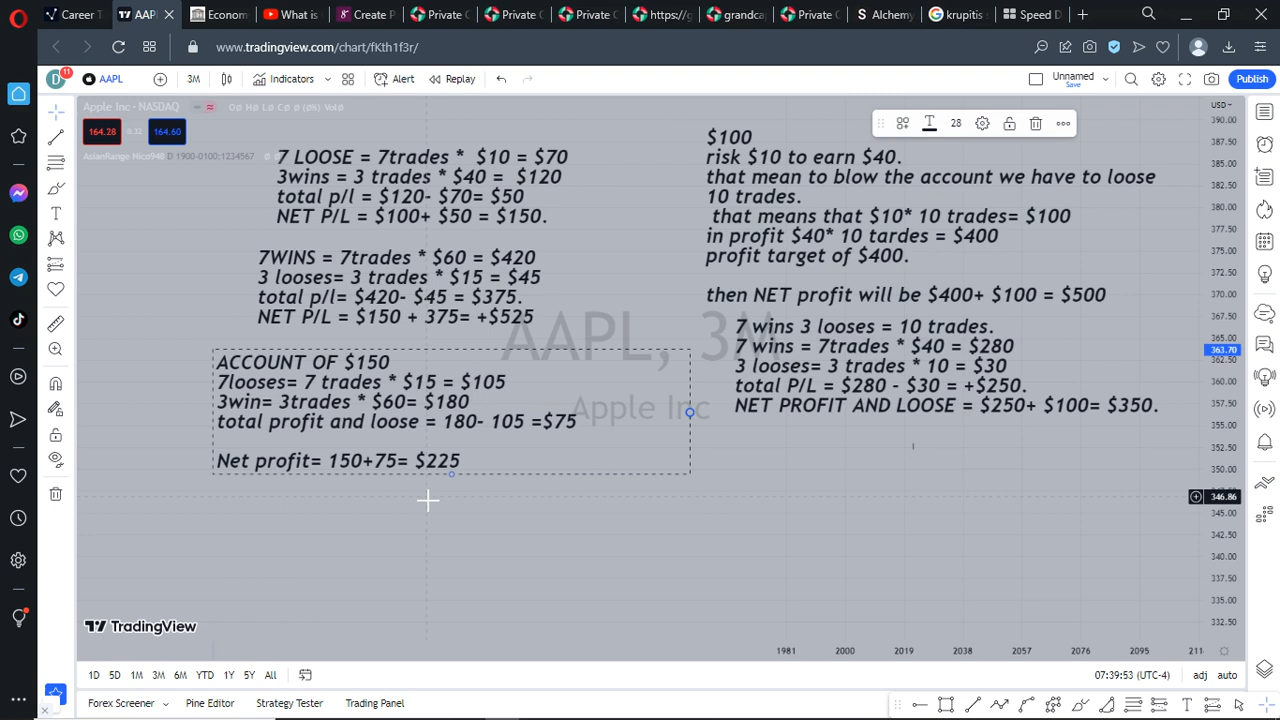 Career T
AAPL
Econom
What is
Create P
Private C
Private C
Private C
https://g
grandca
Private C
Alchemy
krupitis s
Speed D
www.tradingview.com/chart/fKth1f3r/
D
11
AAPL
3M
Indicators
Alert
Replay
Unnamed
Save
Publish
Apple Inc · NASDAQ
164.28
0.32
164.60
AsianRange Nico948 D 1900-0100:1234567
28
7 LOOSE = 7trades * $10 = $70
3wins = 3 trades * $40 = $120
total p/l = $120- $70= $50
NET P/L = $100+ $50 = $150.
7WINS = 7trades * $60 = $420
3 looses= 3 trades * $15 = $45
total p/l= $420- $45 = $375.
NET P/L = $150 + 375= +$525
ACCOUNT OF $150
7looses= 7 trades * $15 = $105
3win= 3trades * $60= $180
total profit and loose = 180- 105 =$75
Net profit= 150+75= $225
$100
risk $10 to earn $40.
that mean to blow the account we have to loose
10 trades.
that means that $10* 10 trades= $100
in profit $40* 10 tardes = $400
profit target of $400.
then NET profit will be $400+ $100 = $500
7 wins 3 looses = 10 trades.
7 wins = 7trades * $40 = $280
3 looses= 3 trades * 10 = $30
total P/L = $280 - $30 = +$250.
NET PROFIT AND LOOSE = $250+ $100= $350.
AAPL, 3M
Apple Inc
USD
390.00
387.50
385.00
382.50
380.00
377.50
375.00
372.50
370.00
367.50
365.00
363.70
362.50
360.00
357.50
355.00
352.50
350.00
346.86
345.00
342.50
340.00
337.50
335.00
332.50
TradingView
1981
2000
2019
2038
2057
2076
2095
211
1D 5D 1M 3M 6M YTD 1Y 5Y All
07:39:53 (UTC-4)
adj
auto
Forex Screener
Pine Editor
Strategy Tester
Trading Panel